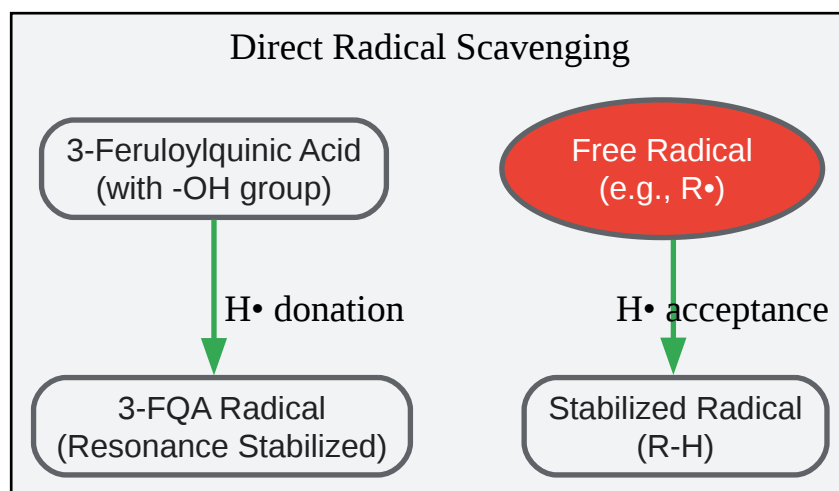 Direct Radical Scavenging
3-Feruloylquinic Acid
(with -OH group)
Free Radical
(e.g., R•)
H• donation
H• acceptance
3-FQA Radical
(Resonance Stabilized)
Stabilized Radical
(R-H)